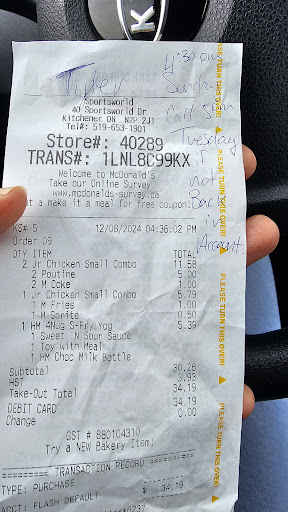 4:30pm
Tyler
Sunday
Call Store
Tuesday
if
not
Back
in
Account.
Sportsworld
40 Sportsworld Dr
Kitchener ON N2P 2J1
Tel#: 519-653-1901
Store#: 40289
TRANS#: 1LNL8C99KX
Welcome to McDonald's
Take our Online Survey
www.mcdonalds-survey.ca
t a make it a meal for free coupon.
KS# 5 12/08/2024 04:36:02 PM
Order 09
QTY ITEM TOTAL
2 Jr Chicken Small Combo 11.58
2 Poutine 5.00
2 M Coke 1.00
1 Jr Chicken Small Combo 5.79
1 M Fries 1.00
1 M Sprite 0.50
1 HM 4Nug S-Fry Yog 5.39
1 Sweet N Sour Sauce
1 Toy With Meal
1 HM Choc Milk Bottle
Subtotal 30.26
HST 3.93
Take-Out Total 34.19
DEBIT CARD 34.19
Change 0.00
GST # 880104310
Try a NEW Bakery Item!
========== TRANSACTION RECORD ==========
TYPE: PURCHASE
ACCT: FLASH DEFAULT $ 34.19
6237
ASE TURN THIS OVER!
PLEASE TURN THIS OVER!
PLEASE TURN THIS OVER!
PLEASE TURN THIS OVER!